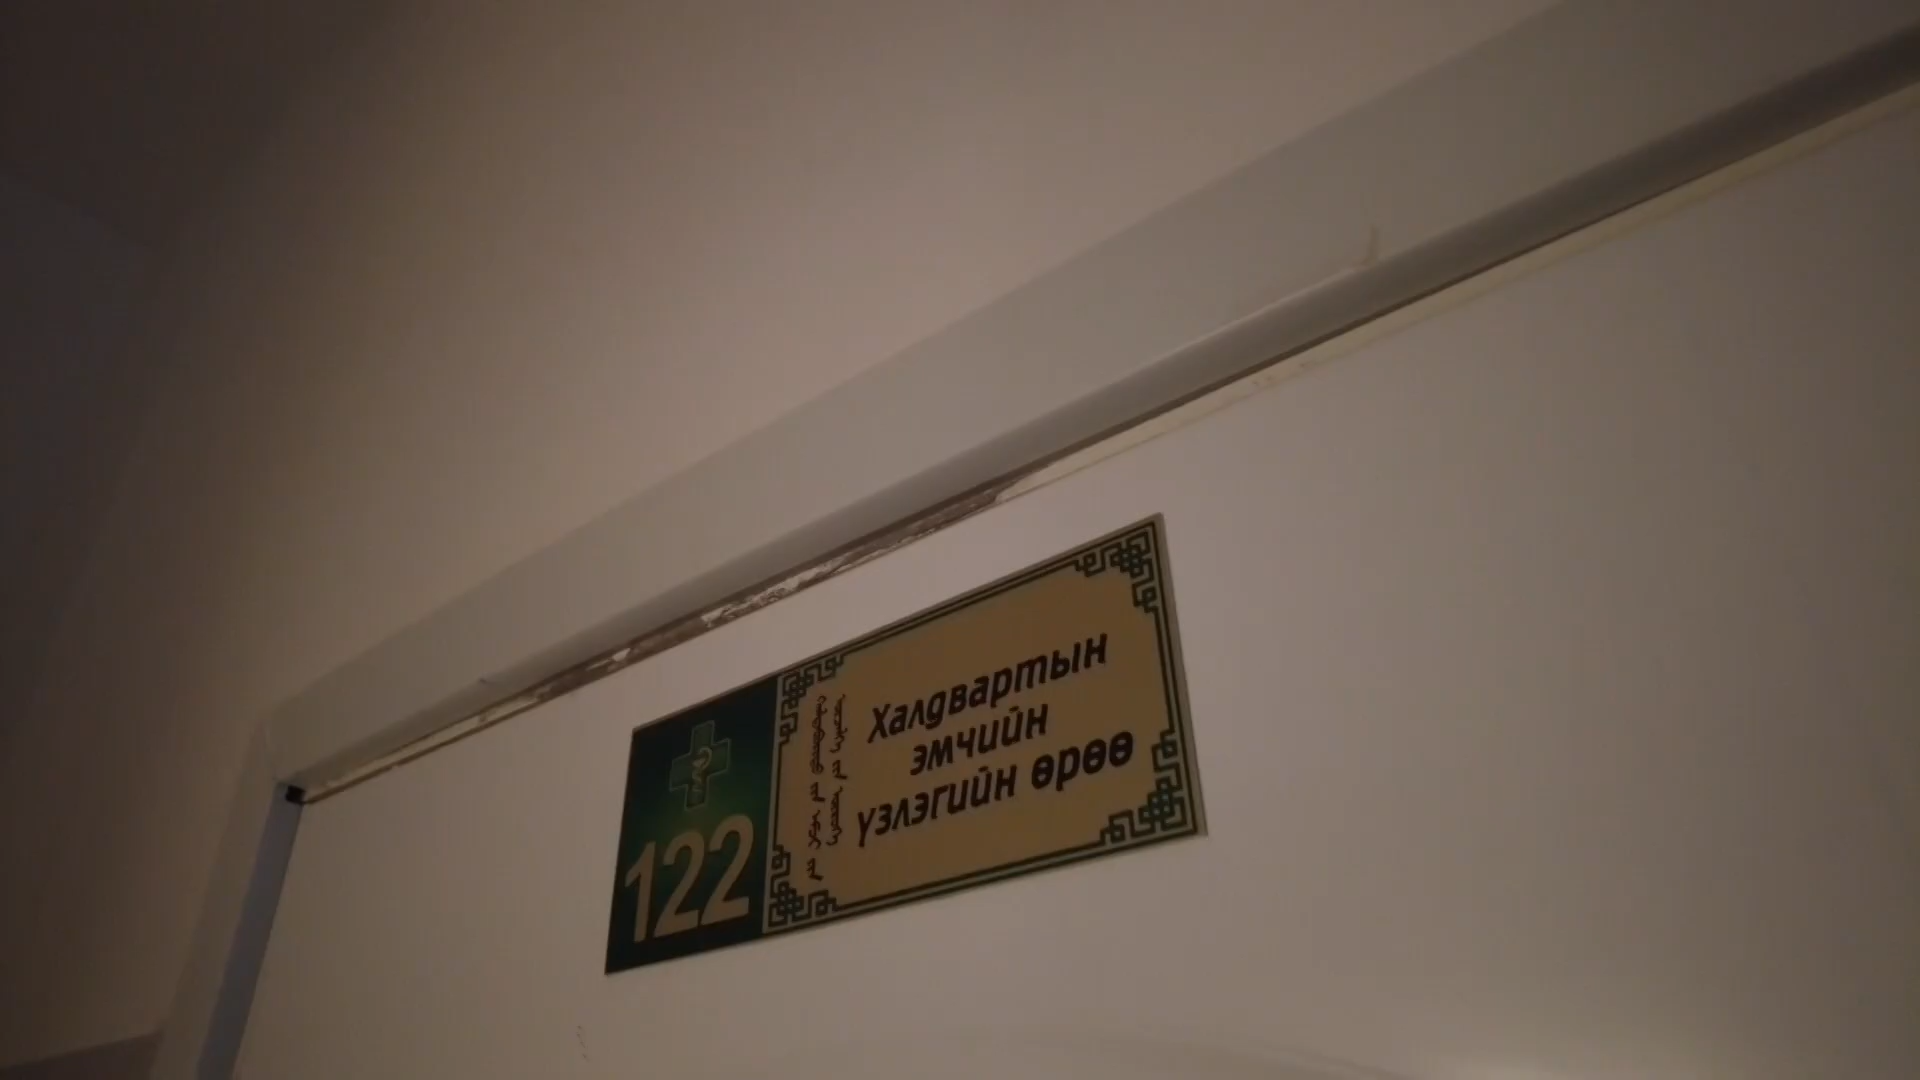 122
Халдвартын
эмчийн
үзлэгийн өрөө